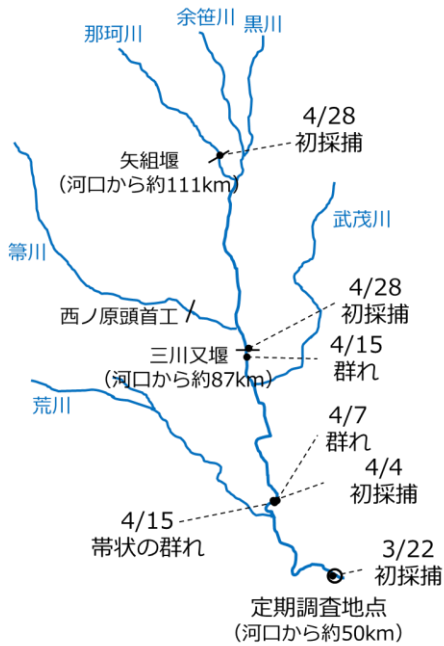 余笹川
那珂川
黒川
4/28
初採捕
矢組堰
(河口から約111km)
武茂川
箒川
4/28
初採捕
西ノ原頭首工
4/15
群れ
三川又堰
(河口から約87km)
荒川
4/7
群れ
4/4
初採捕
4/15
帯状の群れ
3/22
初採捕
定期調査地点
(河口から約50km)